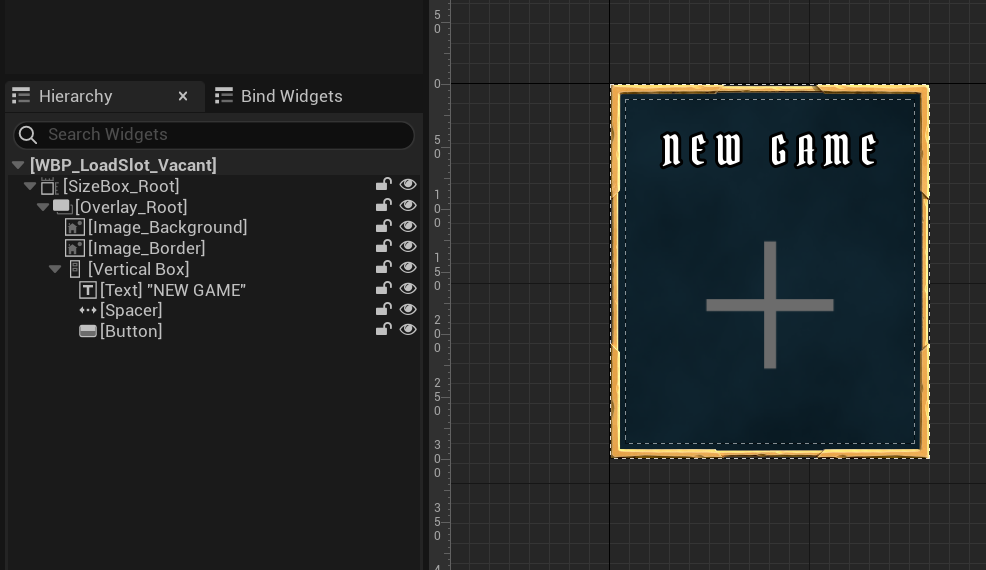 Hierarchy
Bind Widgets
Search Widgets
[WBP_LoadSlot_Vacant]
[SizeBox_Root]
[Overlay_Root]
[Image_Background]
[Image_Border]
[Vertical Box]
[Text] "NEW GAME"
[Spacer]
[Button]
50
0
50
100
150
200
250
300
350
4
NEW GAME